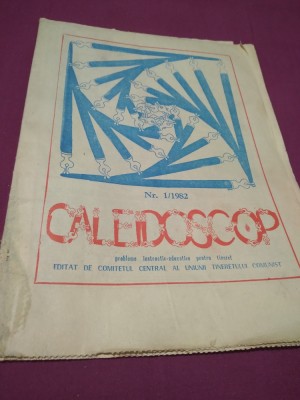 Nr. 1/1982
CALEIDOSCOP
probleme instructiv-educative pentru tineret
EDITAT DE COMITETUL CENTRAL AL UNIUNII TINERETULUI COMUNIST